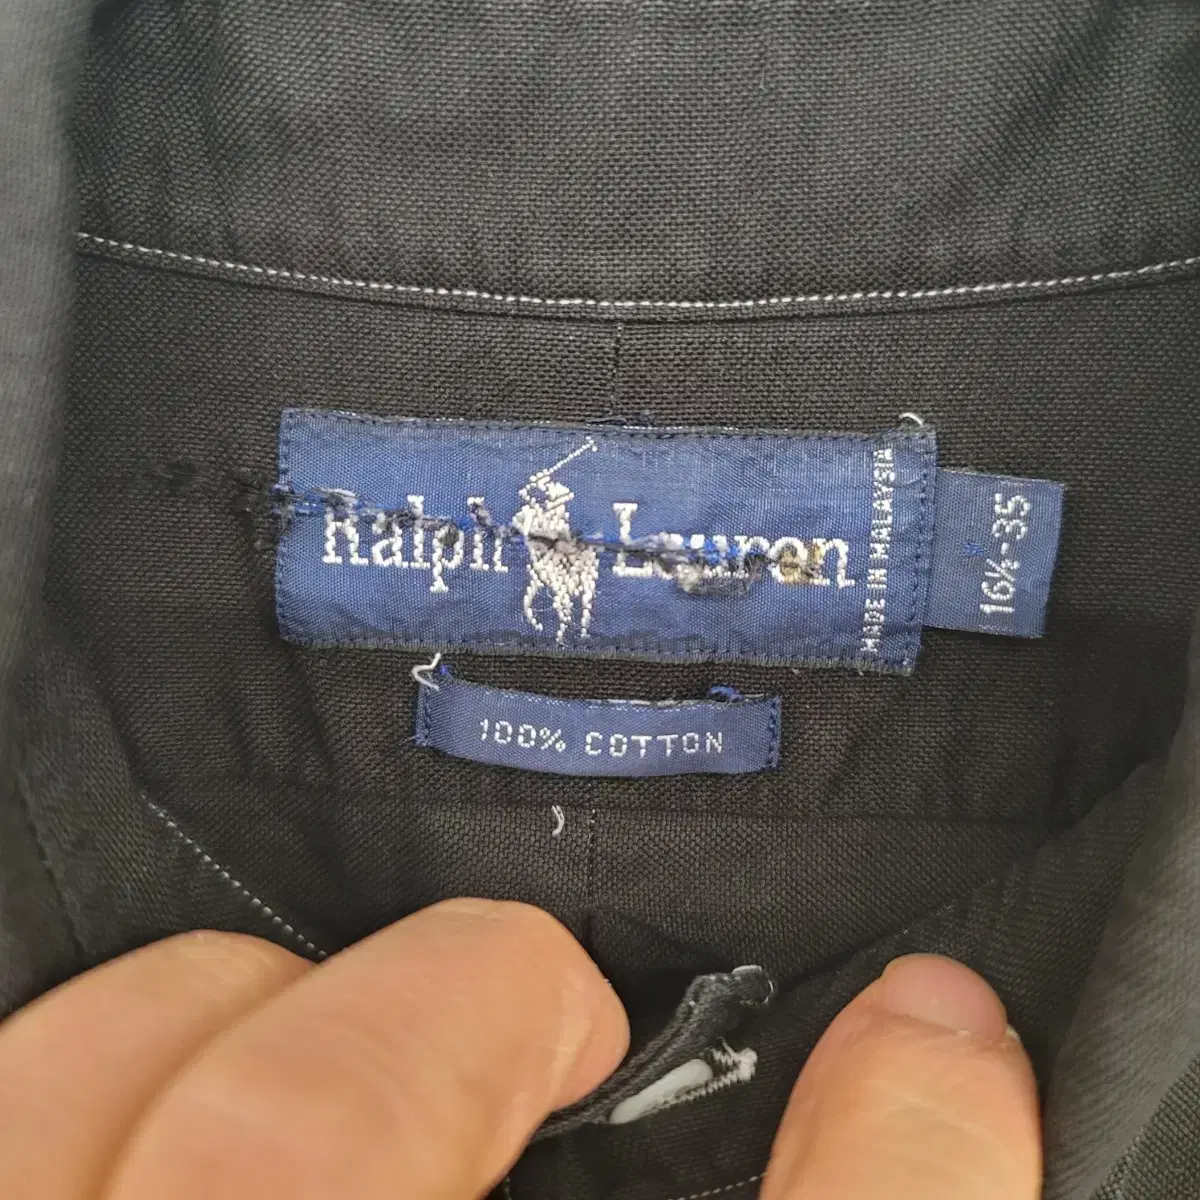 Ralph Lauren
MADE IN MALAYSIA
16½-35
100% COTTON